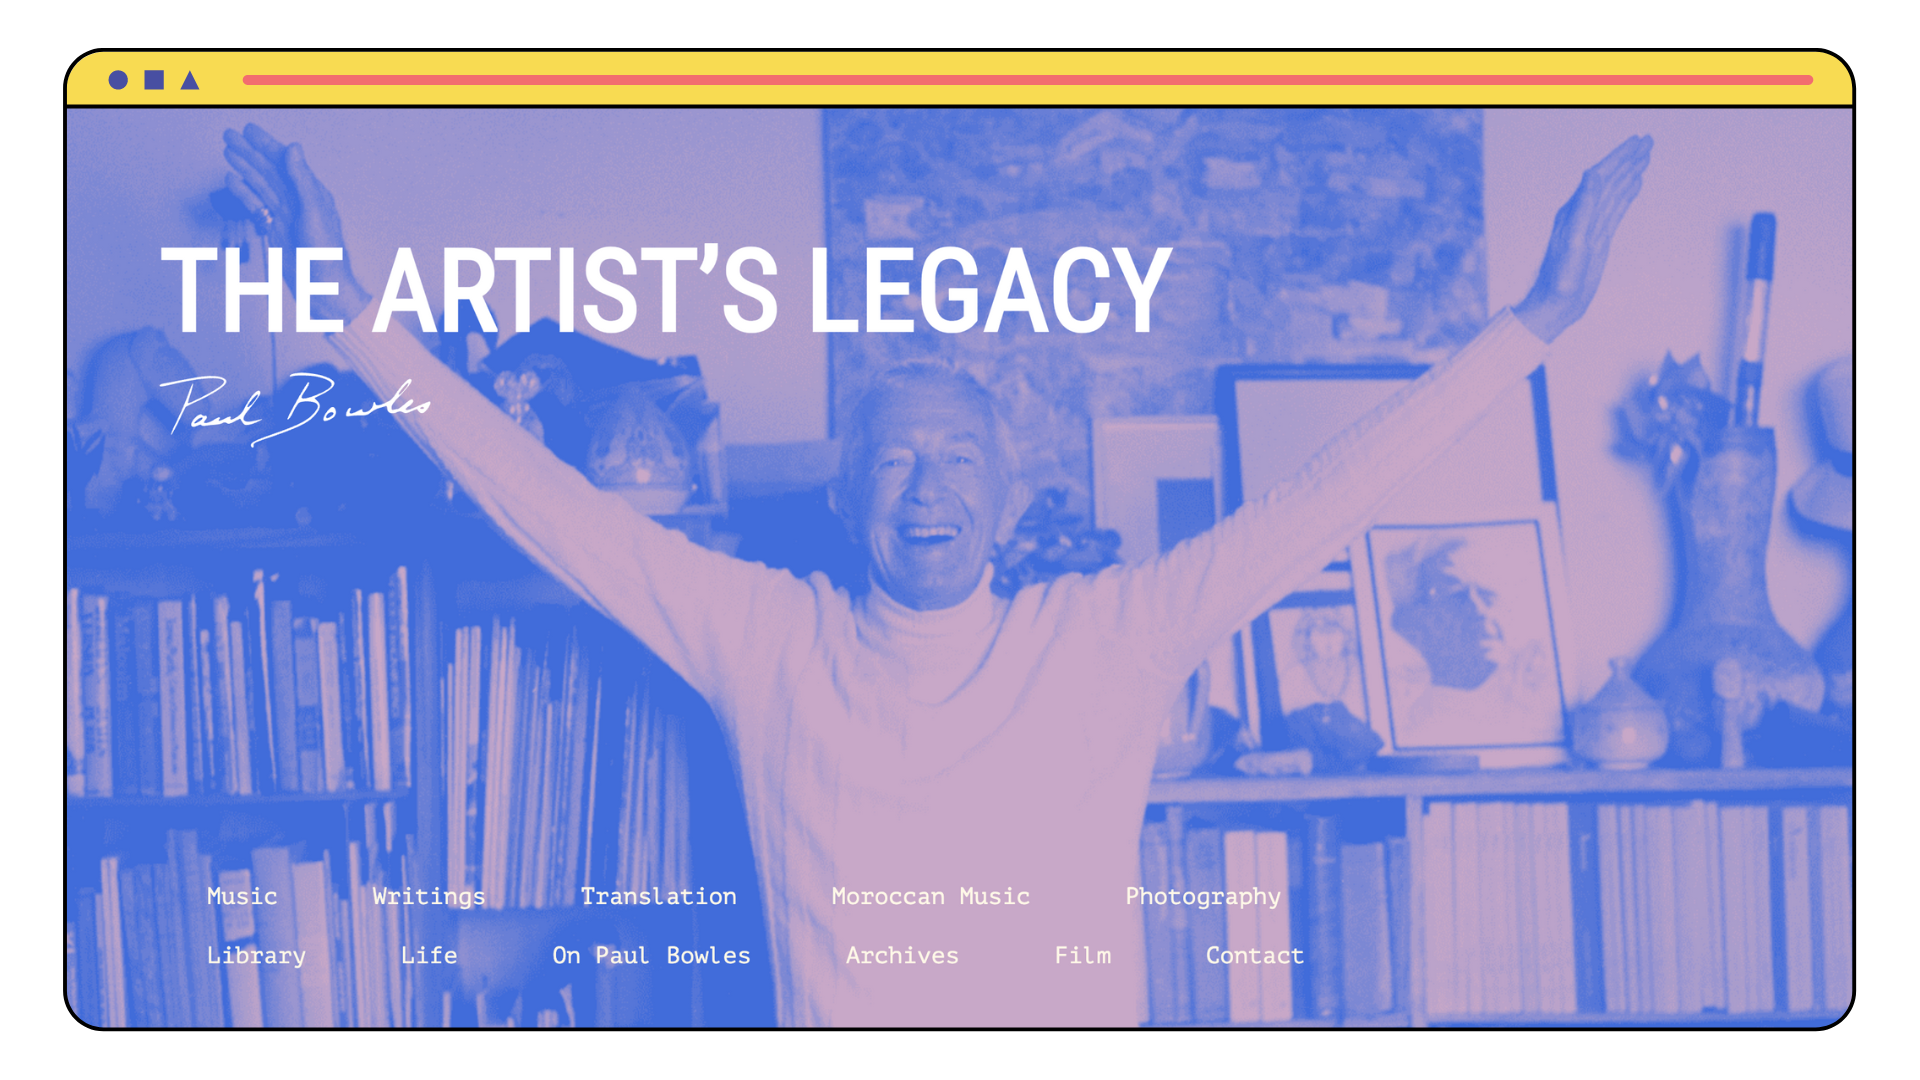 THE ARTIST’S LEGACY
Paul Bowles
Music Writings Translation Moroccan Music Photography
Library Life On Paul Bowles Archives Film Contact